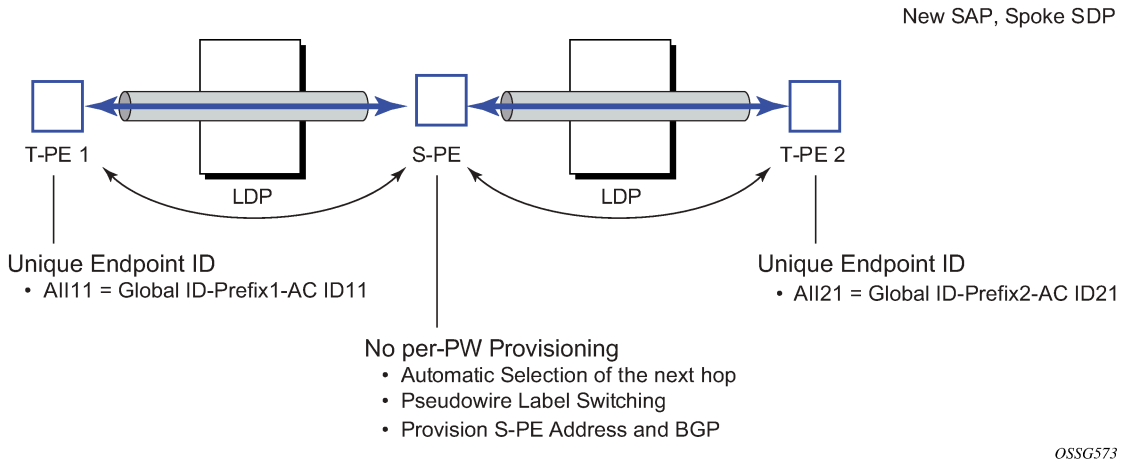 New SAP, Spoke SDP
T-PE 1
S-PE
T-PE 2
LDP
LDP
Unique Endpoint ID
• AII11 = Global ID-Prefix1-AC ID11
Unique Endpoint ID
• AII21 = Global ID-Prefix2-AC ID21
No per-PW Provisioning
• Automatic Selection of the next hop
• Pseudowire Label Switching
• Provision S-PE Address and BGP
OSSG573